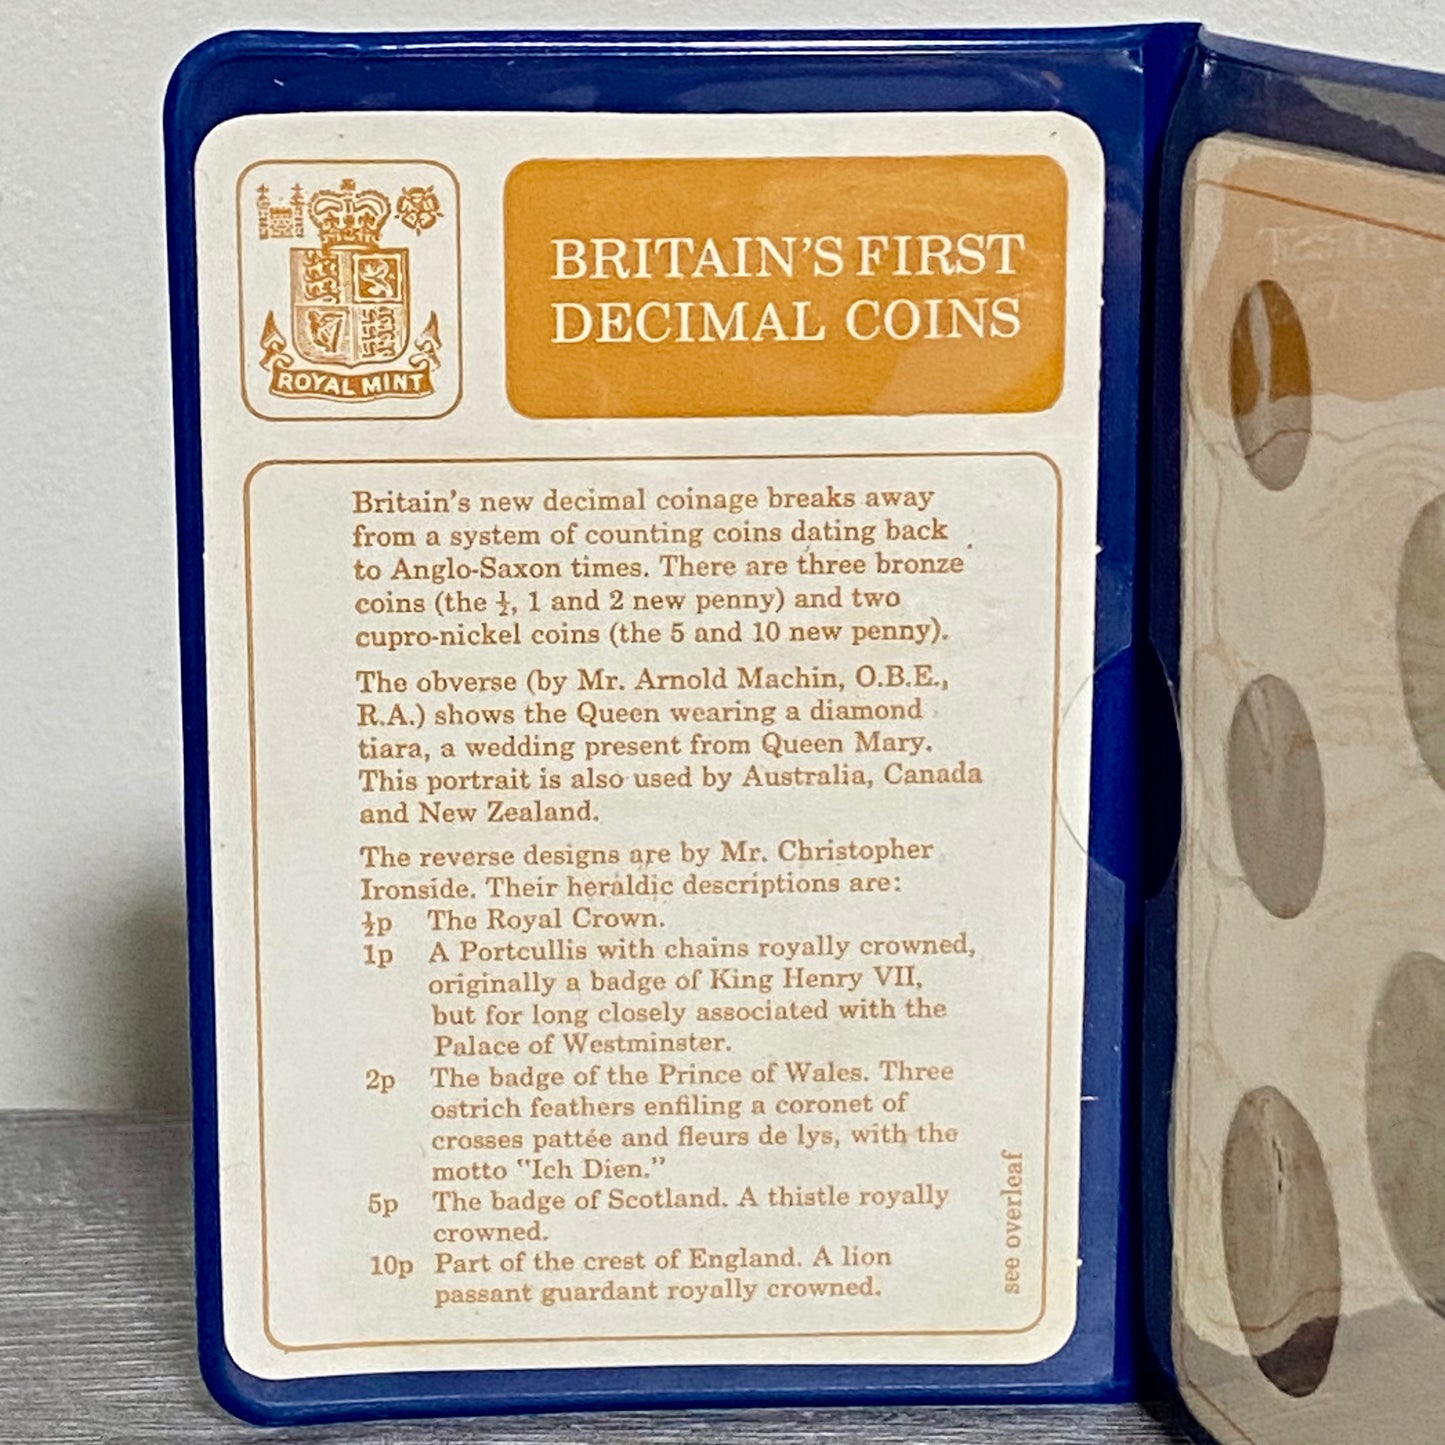 ROYAL MINT
BRITAIN'S FIRST
DECIMAL COINS
Britain's new decimal coinage breaks away
from a system of counting coins dating back
to Anglo-Saxon times. There are three bronze
coins (the ½, 1 and 2 new penny) and two
cupro-nickel coins (the 5 and 10 new penny).
The obverse (by Mr. Arnold Machin, O.B.E.,
R.A.) shows the Queen wearing a diamond
tiara, a wedding present from Queen Mary.
This portrait is also used by Australia, Canada
and New Zealand.
The reverse designs are by Mr. Christopher
Ironside. Their heraldic descriptions are:
½p The Royal Crown.
1p A Portcullis with chains royally crowned,
originally a badge of King Henry VII,
but for long closely associated with the
Palace of Westminster.
2p The badge of the Prince of Wales. Three
ostrich feathers enfiling a coronet of
crosses pattée and fleurs de lys, with the
motto "Ich Dien."
5p The badge of Scotland. A thistle royally
crowned.
10p Part of the crest of England. A lion
passant guardant royally crowned.
see overleaf